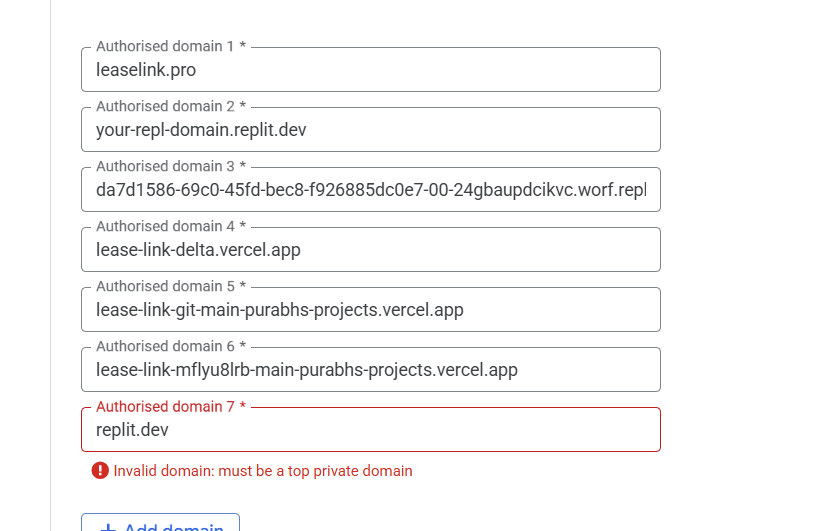 Authorised domain 1 *
leaselink.pro
Authorised domain 2 *
your-repl-domain.replit.dev
Authorised domain 3 *
da7d1586-69c0-45fd-bec8-f926885dc0e7-00-24gbaupdcikvc.worf.repl
Authorised domain 4 *
lease-link-delta.vercel.app
Authorised domain 5 *
lease-link-git-main-purabhs-projects.vercel.app
Authorised domain 6 *
lease-link-mflyu8lrb-main-purabhs-projects.vercel.app
Authorised domain 7 *
replit.dev
Invalid domain: must be a top private domain
+ Add domain